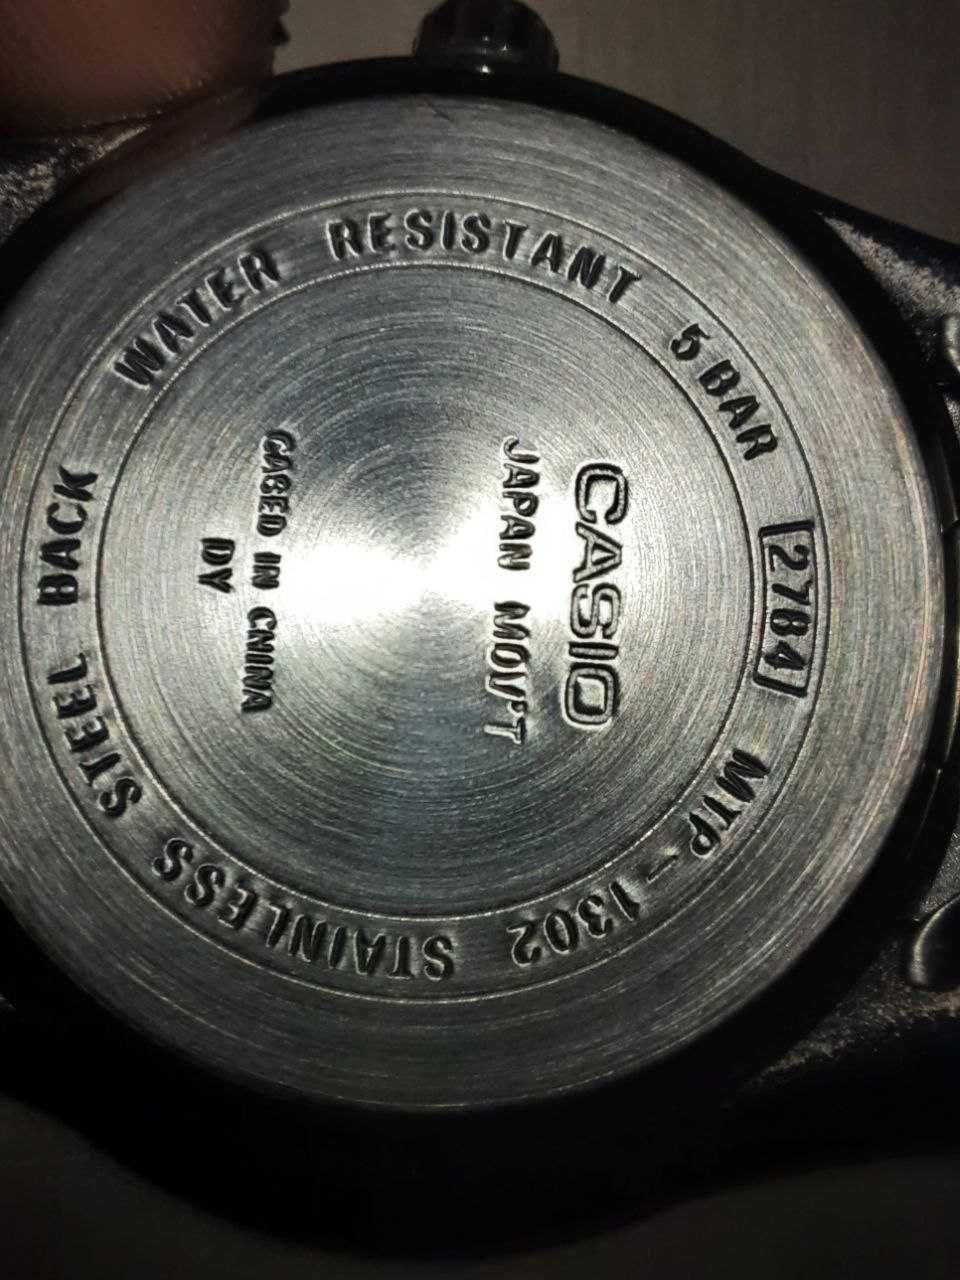 CASIO
JAPAN MOV'T
CASED IN CHINA
DY
2784 MTP-1302 STAINLESS STEEL BACK WATER RESISTANT 5 BAR